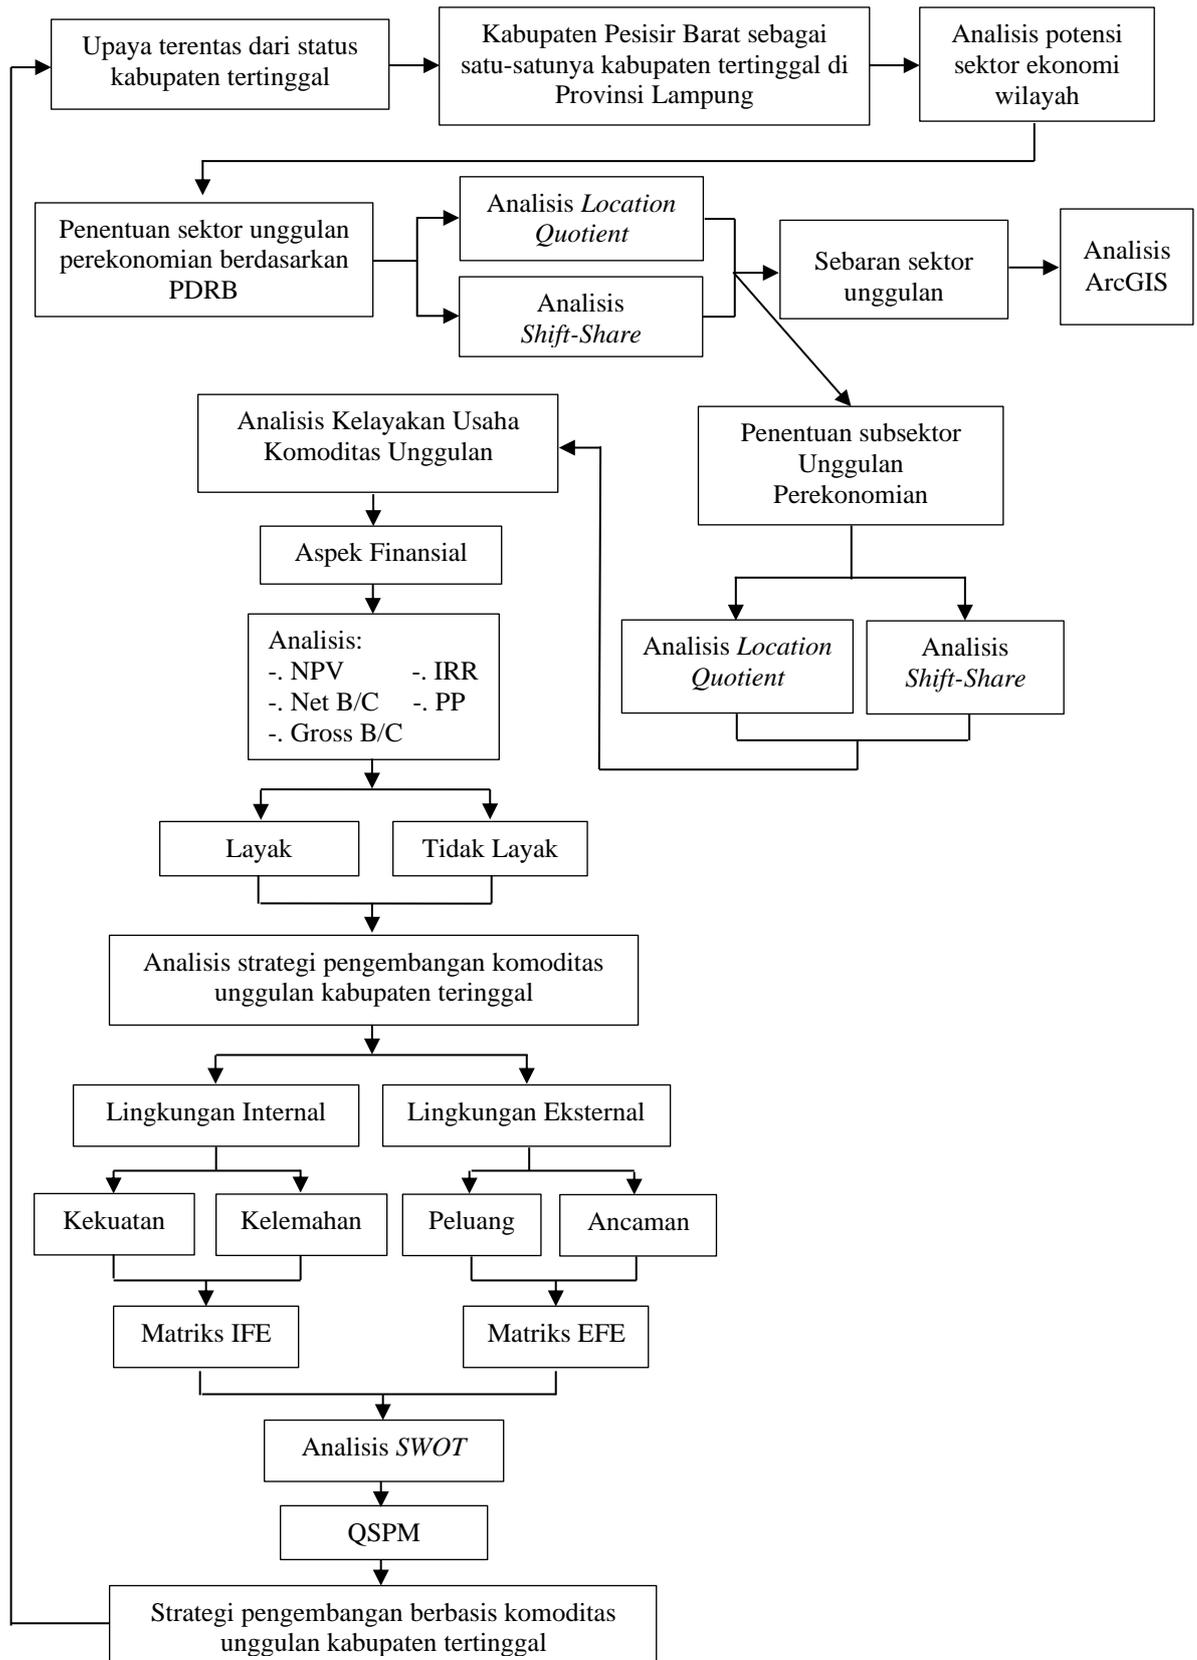 Upaya terentas dari status
kabupaten tertinggal
Kabupaten Pesisir Barat sebagai
satu-satunya kabupaten tertinggal di
Provinsi Lampung
Analisis potensi
sektor ekonomi
wilayah
Penentuan sektor unggulan
perekonomian berdasarkan
PDRB
Analisis Location
Quotient
Analisis
Shift-Share
Sebaran sektor
unggulan
Analisis
ArcGIS
Penentuan subsektor
Unggulan
Perekonomian
Analisis Location
Quotient
Analisis
Shift-Share
Analisis Kelayakan Usaha
Komoditas Unggulan
Aspek Finansial
Analisis:
-. NPV -. IRR
-. Net B/C -. PP
-. Gross B/C
Layak
Tidak Layak
Analisis strategi pengembangan komoditas
unggulan kabupaten teringgal
Lingkungan Internal
Lingkungan Eksternal
Kekuatan
Kelemahan
Peluang
Ancaman
Matriks IFE
Matriks EFE
Analisis SWOT
QSPM
Strategi pengembangan berbasis komoditas
unggulan kabupaten tertinggal